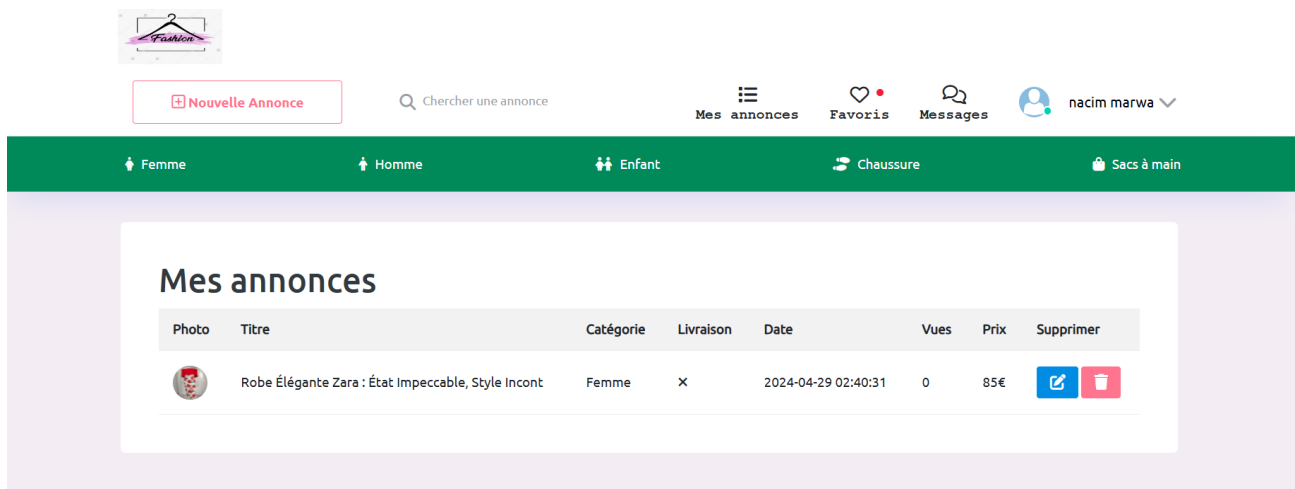 Fashion
Nouvelle Annonce
Chercher une annonce
Mes annonces
Favoris
Messages
nacim marwa
Femme
Homme
Enfant
Chaussure
Sacs à main
Mes annonces
Photo Titre Catégorie Livraison Date Vues Prix Supprimer
Robe Élégante Zara : État Impeccable, Style Incont Femme × 2024-04-29 02:40:31 0 85€